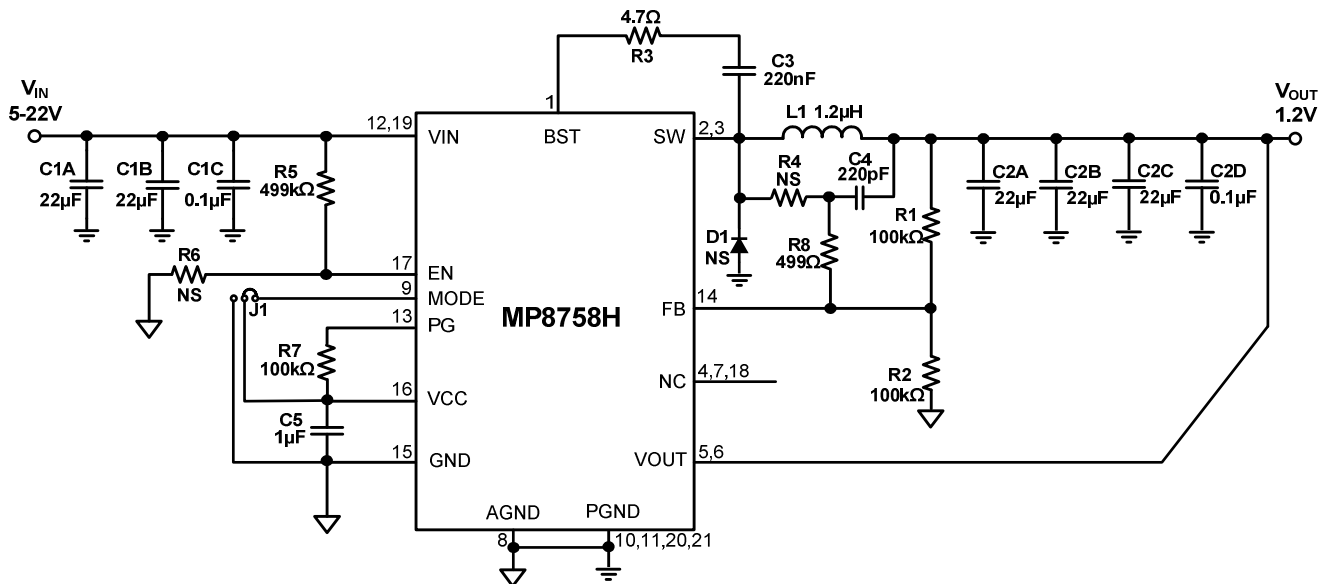 4.7Ω
R3
C3
220nF
VIN
5-22V
VOUT
1.2V
1
L1 1.2µH
12,19
VIN
BST
SW
2,3
C1A
22µF
C1B
22µF
C1C
0.1µF
R5
499kΩ
R4
NS
C4
220pF
C2A
22µF
C2B
22µF
C2C
22µF
C2D
0.1µF
R1
100kΩ
D1
NS
R8
499Ω
R6
NS
17
EN
9
MODE
J1
13
PG
MP8758H
FB
14
R7
100kΩ
NC
4,7,18
R2
100kΩ
16
VCC
C5
1µF
15
GND
VOUT
5,6
AGND
PGND
8
10,11,20,21